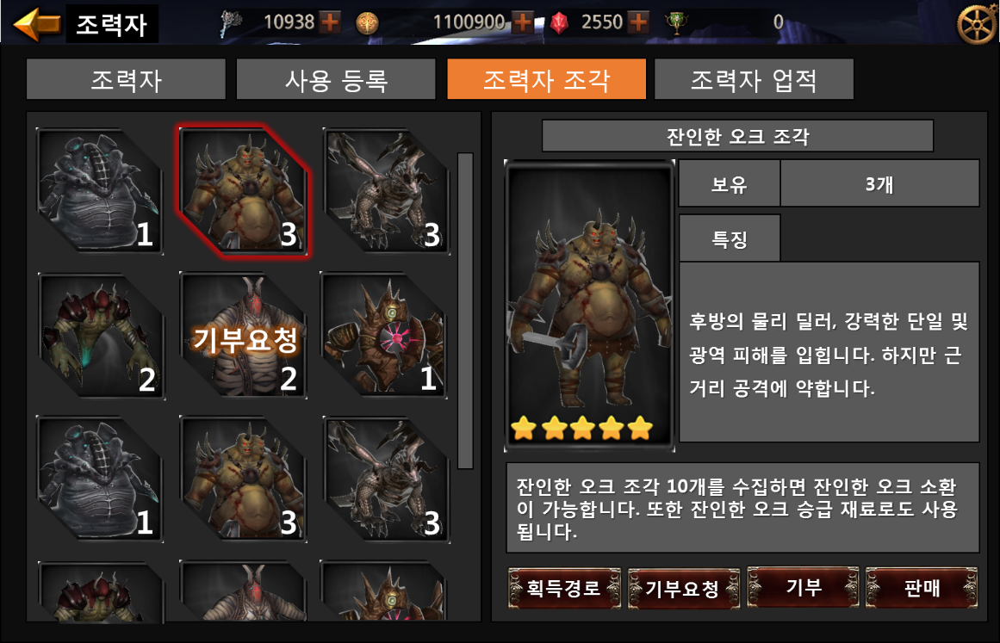 조력자
10938
1100900
2550
0
조력자
사용 등록
조력자 조각
조력자 업적
1
3
3
2
기부요청
2
1
1
3
3
잔인한 오크 조각
보유
3개
특징
후방의 물리 딜러, 강력한 단일 및
광역 피해를 입힙니다. 하지만 근
거리 공격에 약합니다.
잔인한 오크 조각 10개를 수집하면 잔인한 오크 소환
이 가능합니다. 또한 잔인한 오크 승급 재료로도 사용
됩니다.
획득경로
기부요청
기부
판매